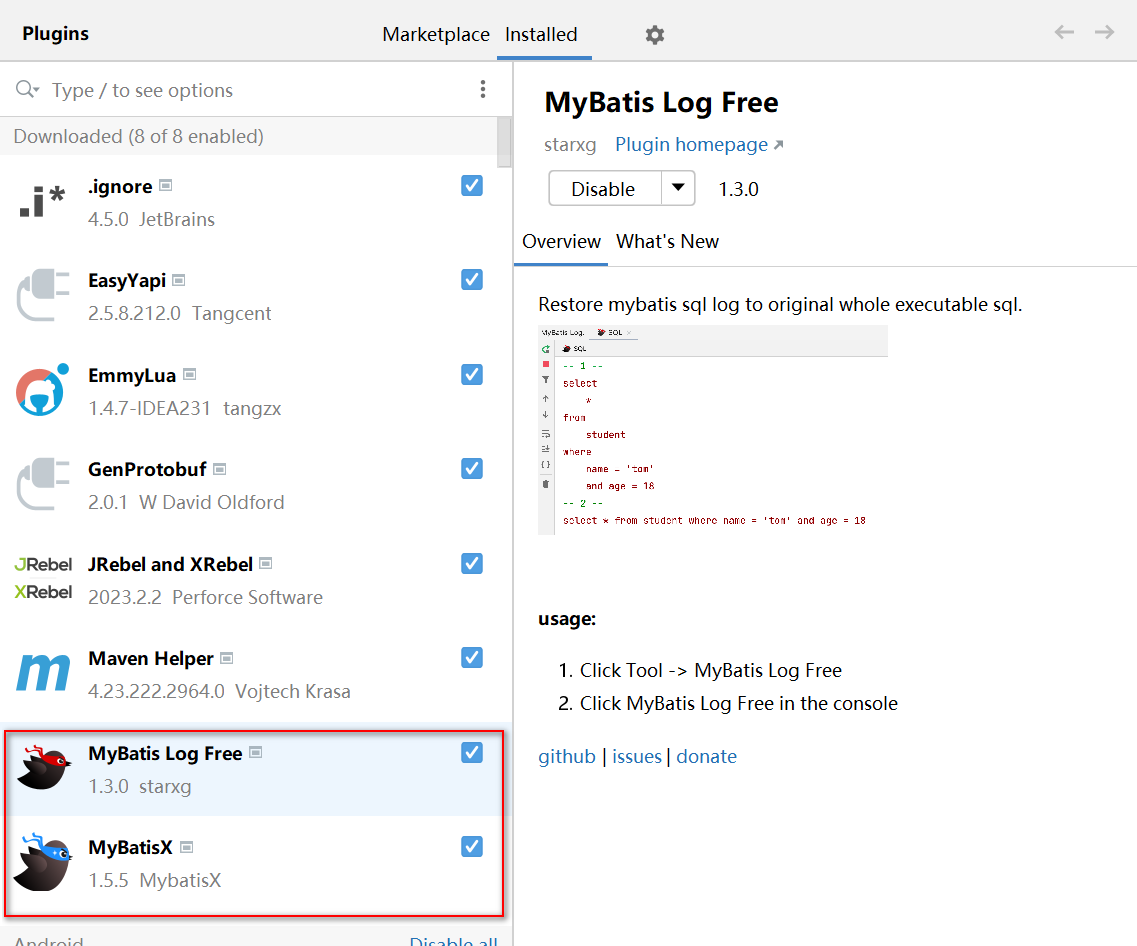 Plugins
Marketplace
Installed
Type / to see options
Downloaded (8 of 8 enabled)
.i*
.ignore
4.5.0 JetBrains
EasyYapi
2.5.8.212.0 Tangcent
EmmyLua
1.4.7-IDEA231 tangzx
GenProtobuf
2.0.1 W David Oldford
JRebel
XRebel
JRebel and XRebel
2023.2.2 Perforce Software
m
Maven Helper
4.23.222.2964.0 Vojtech Krasa
MyBatis Log Free
1.3.0 starxg
MyBatisX
1.5.5 MybatisX
Android
Disable all
MyBatis Log Free
starxg Plugin homepage
Disable
1.3.0
Overview
What's New
Restore mybatis sql log to original whole executable sql.
MyBatis Log. SQL
SQL
-- 1 --
select
*
from
student
where
name = 'tom'
and age = 18
-- 2 --
select * from student where name = 'tom' and age = 18
usage:
1. Click Tool -> MyBatis Log Free
2. Click MyBatis Log Free in the console
github | issues | donate